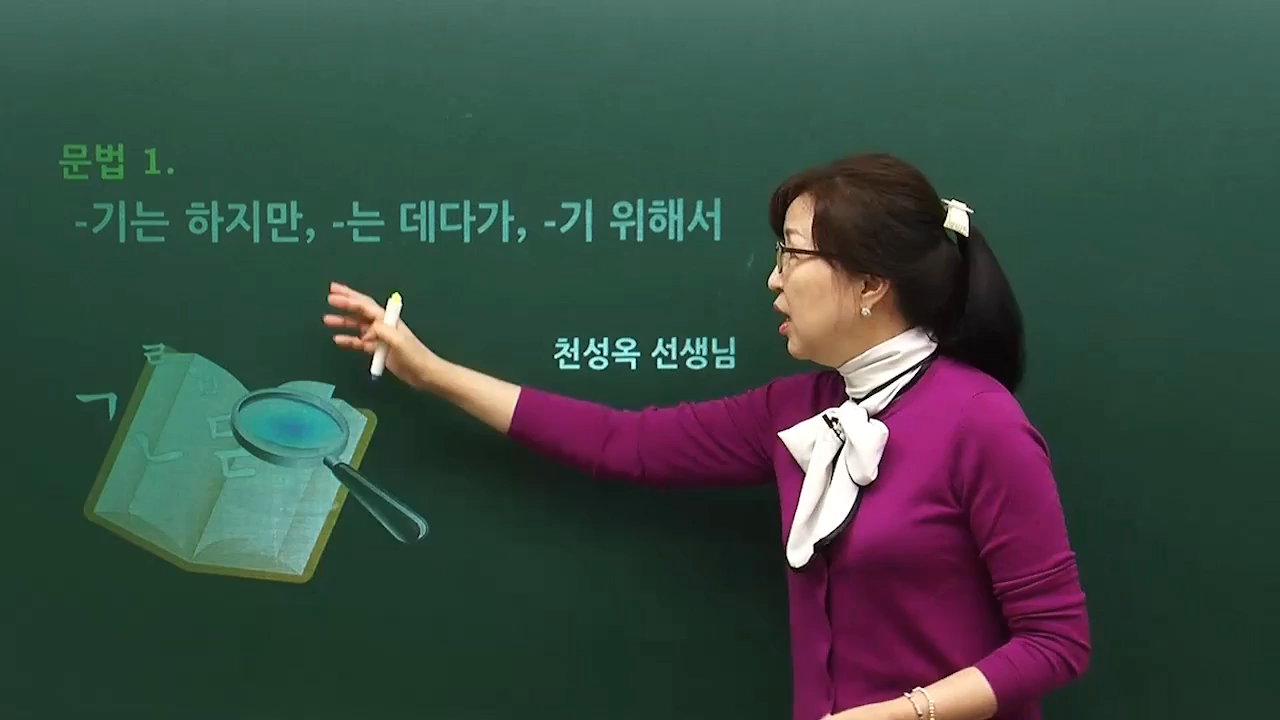 문법 1.
-기는 하지만, -는 데다가, -기 위해서
천성옥 선생님
ㄹ
ㄱ
ㄴ
ㅁ
ㄷ